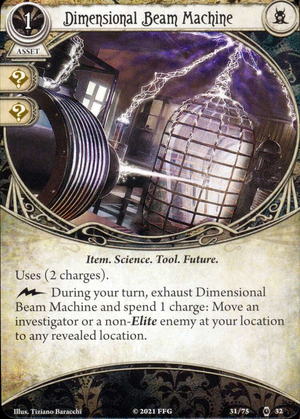 1
Dimensional Beam Machine
ASSET
?
?
Item. Science. Tool. Future.
Uses (2 charges).
During your turn, exhaust Dimensional
Beam Machine and spend 1 charge: Move an
investigator or a non-Elite enemy at your location
to any revealed location.
Illus. Tiziano Baracchi
© 2021 FFG
31/75
32